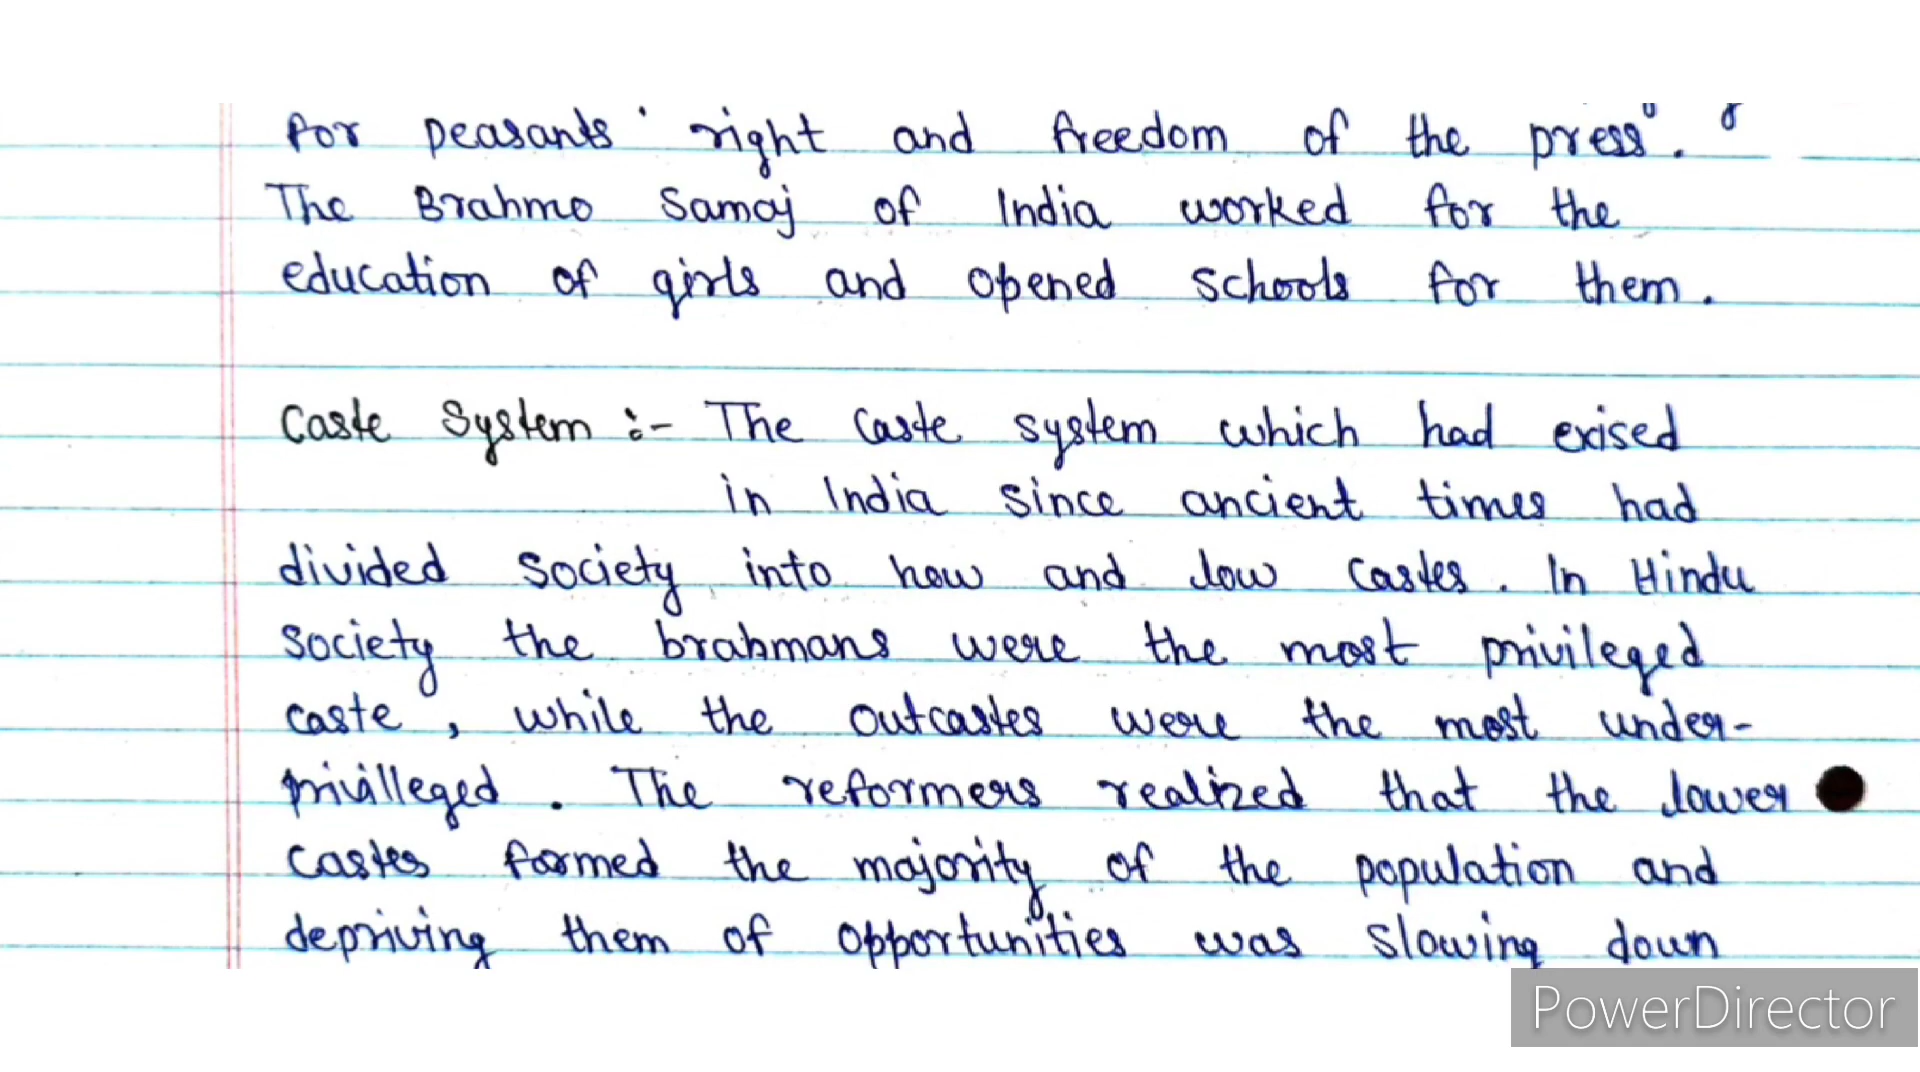 for peasants' right and freedom of the press.
The Brahmo Samaj of India worked for the
education of girls and opened schools for them.
Caste System :- The caste system which had exised
in India since ancient times had
divided society into how and low castes. In Hindu
society the brahmans were the most privileged
caste, while the outcastes were the most under-
privilleged. The reformers realized that the lower
castes formed the majority of the population and
depriving them of opportunities was slowing down
PowerDirector